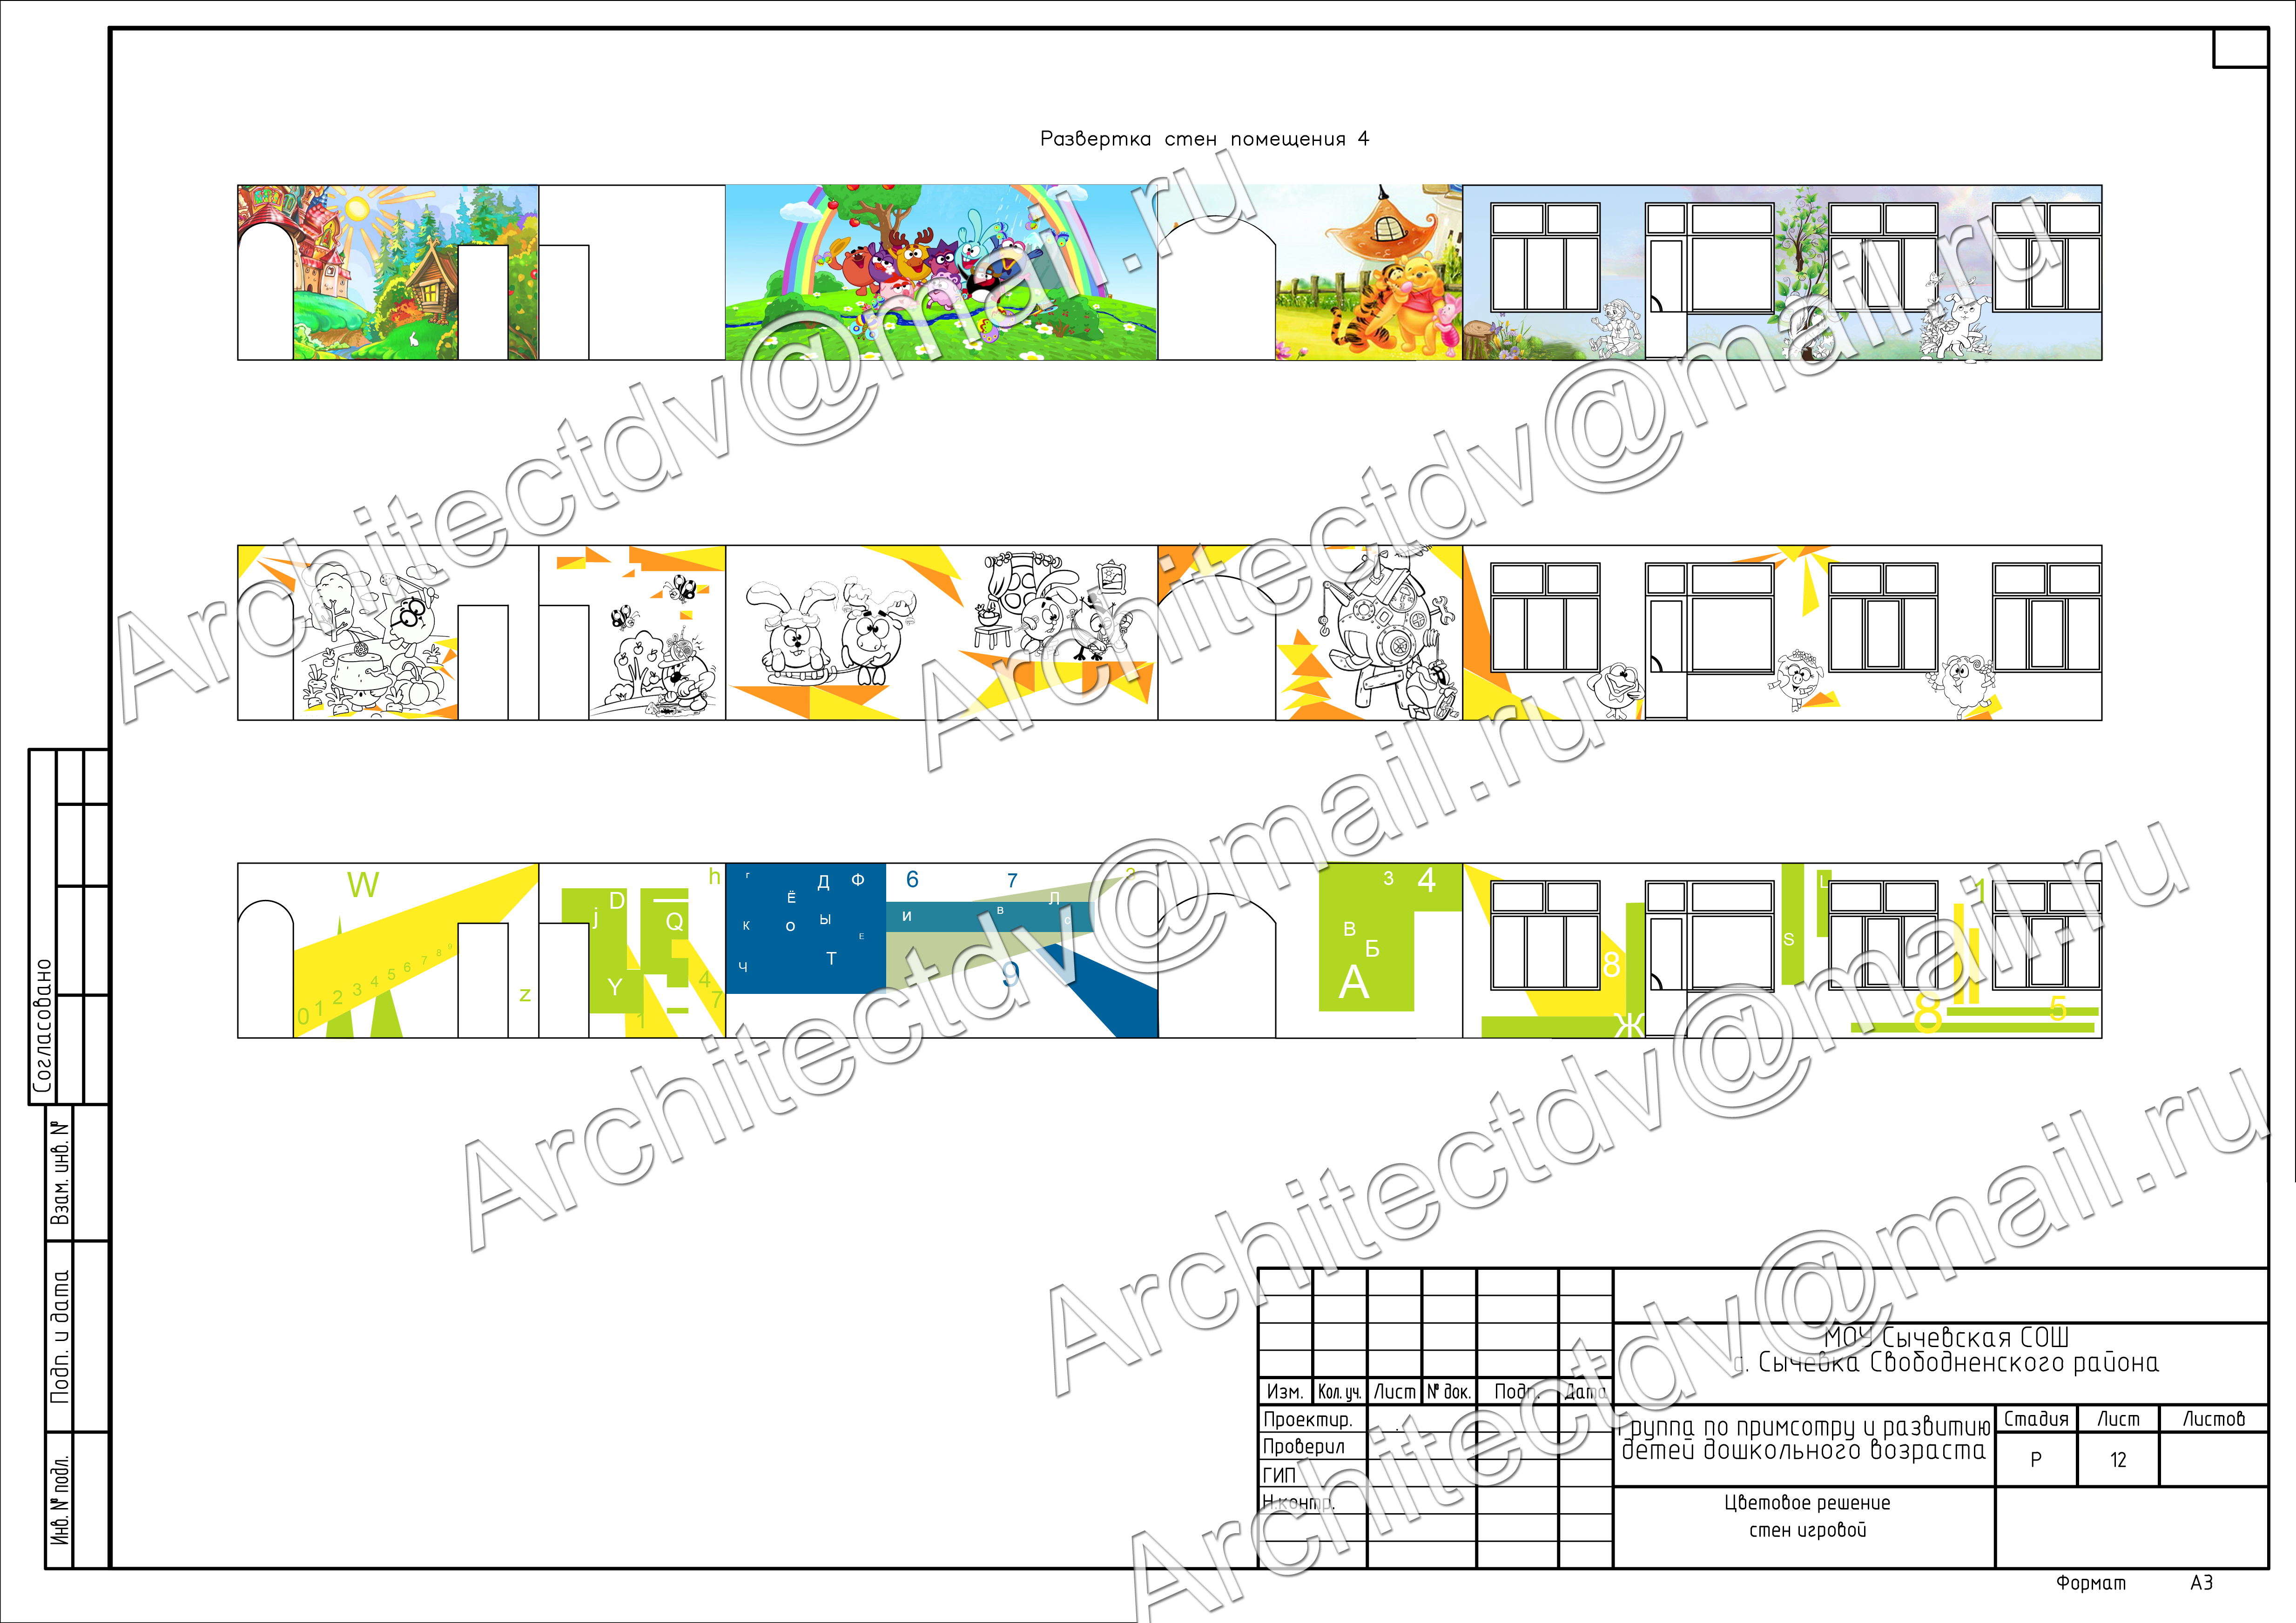 Развертка стен помещения 4
Architectdv@mail.ru
Architectdv@mail.ru
W
0 1 2 3 4 5 6 7 8 9
z
h
D
j
Q
Y
4
7
1
г Д Ф
Ё
к о Ы
Е
Ч Т
6 7 2
и в Л
с
9
3 4
В
Б
А
8
Ж
S
L
1
8
5
Architectdv@mail.ru
Architectdv@mail.ru
Architectdv@mail.ru
Согласовано
Взам. инв. №
Подп. и дата
Инв. № подл.
МОУ Сычевская СОШ
с. Сычевка Свободненского района
Изм. Кол. уч. Лист № док. Подп. Дата
Проектир.
Проверил
ГИП
Н.контр.
Группа по примсотру и развитию
детей дошкольного возраста
Стадия Лист Листов
Р 12
Цветовое решение
стен игровой
Формат А3